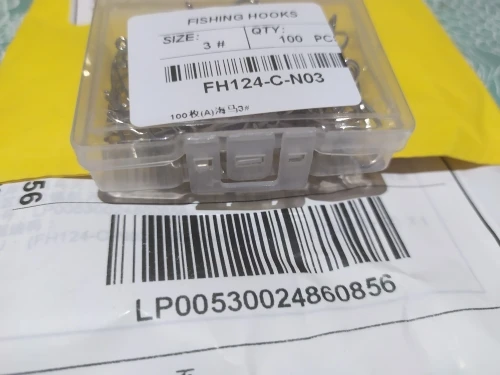 FISHING HOOKS
SIZE: 3 #
QTY: 100 PC
FH124-C-N03
100枚(A)海马3#
56
LP00530024860856